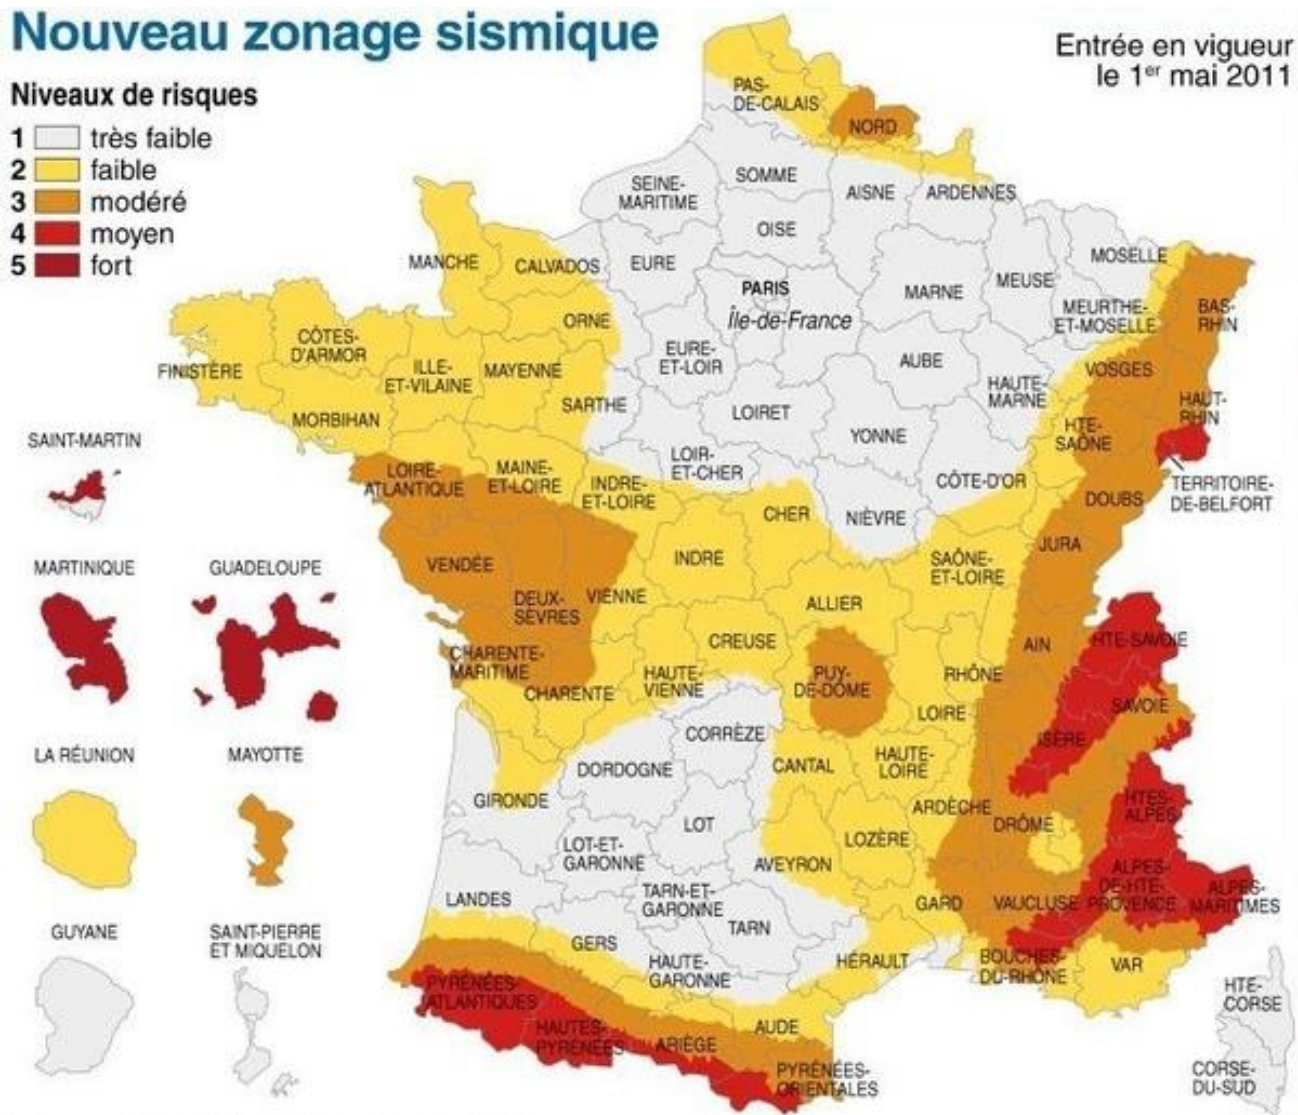 Nouveau zonage sismique
Entrée en vigueur
le 1er mai 2011
Niveaux de risques
1 très faible
2 faible
3 modéré
4 moyen
5 fort
PAS-
DE-CALAIS
NORD
SOMME
SEINE-
MARITIME
AISNE
ARDENNES
OISE
MANCHE
CALVADOS
EURE
PARIS
Île-de-France
MARNE
MEUSE
MOSELLE
MEURTHE-
ET-MOSELLE
BAS-
RHIN
ORNE
CÔTES-
D'ARMOR
FINISTÈRE
ILLE-
ET-VILAINE
MAYENNE
EURE-
ET-LOIR
AUBE
VOSGES
HAUTE-
MARNE
HAUT-
RHIN
MORBIHAN
SARTHE
LOIRET
YONNE
HTE-
SAÔNE
SAINT-MARTIN
LOIRE-
ATLANTIQUE
MAINE-
ET-LOIRE
INDRE-
ET-LOIRE
LOIR-
ET-CHER
CÔTE-D'OR
TERRITOIRE-
DE-BELFORT
DOUBS
CHER
NIÈVRE
JURA
MARTINIQUE
GUADELOUPE
VENDÉE
INDRE
SAÔNE-
ET-LOIRE
DEUX-
SÈVRES
VIENNE
ALLIER
CREUSE
AIN
HTE-SAVOIE
CHARENTE-
MARITIME
CHARENTE
HAUTE-
VIENNE
PUY-
DE-DÔME
RHÔNE
LOIRE
SAVOIE
ISÈRE
LA RÉUNION
MAYOTTE
CORRÈZE
DORDOGNE
CANTAL
HAUTE-
LOIRE
GIRONDE
LOT
ARDÈCHE
DRÔME
HTES-
ALPES
LOT-ET-
GARONNE
LOZÈRE
AVEYRON
LANDES
TARN-ET-
GARONNE
TARN
GARD
VAUCLUSE
ALPES-
DE-HTE-
PROVENCE
ALPES-
MARITIMES
GUYANE
SAINT-PIERRE
ET MIQUELON
GERS
HAUTE-
GARONNE
HÉRAULT
BOUCHES-
DU-RHÔNE
VAR
PYRÉNÉES-
ATLANTIQUES
HAUTES-
PYRÉNÉES
ARIÈGE
AUDE
PYRÉNÉES-
ORIENTALES
HTE-
CORSE
CORSE-
DU-SUD